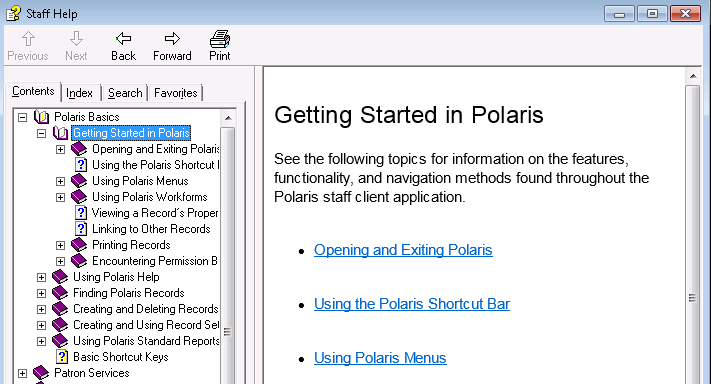 Staff Help
Previous Next Back Forward Print
Contents Index Search Favorites
Polaris Basics
Getting Started in Polaris
Opening and Exiting Polaris
Using the Polaris Shortcut
Using Polaris Menus
Using Polaris Workforms
Viewing a Record's Proper
Linking to Other Records
Printing Records
Encountering Permission B
Using Polaris Help
Finding Polaris Records
Creating and Deleting Records
Creating and Using Record Se
Using Polaris Standard Reports
Basic Shortcut Keys
Patron Services
Getting Started in Polaris
See the following topics for information on the features,
functionality, and navigation methods found throughout the
Polaris staff client application.
• Opening and Exiting Polaris
• Using the Polaris Shortcut Bar
• Using Polaris Menus